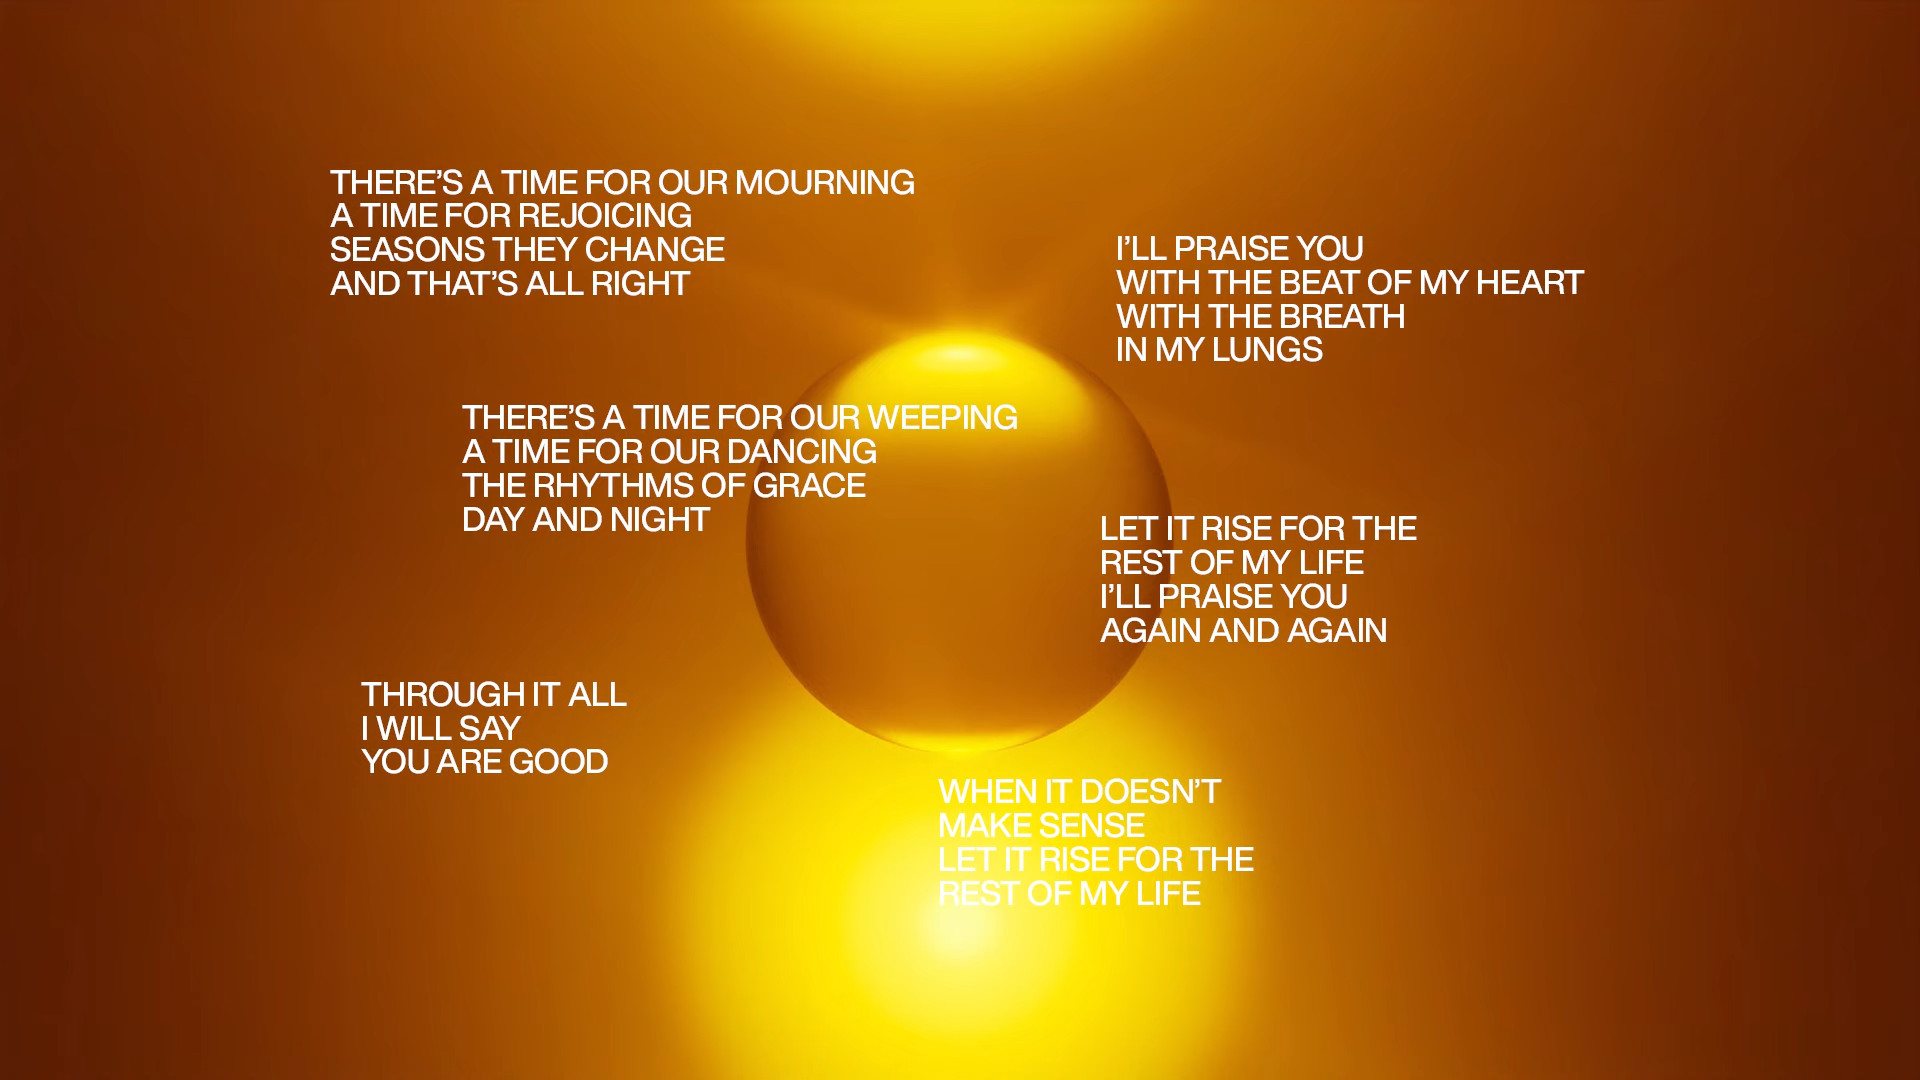 THERE’S A TIME FOR OUR MOURNING
A TIME FOR REJOICING
SEASONS THEY CHANGE
AND THAT’S ALL RIGHT
THERE’S A TIME FOR OUR WEEPING
A TIME FOR OUR DANCING
THE RHYTHMS OF GRACE
DAY AND NIGHT
THROUGH IT ALL
I WILL SAY
YOU ARE GOOD
I’LL PRAISE YOU
WITH THE BEAT OF MY HEART
WITH THE BREATH
IN MY LUNGS
LET IT RISE FOR THE
REST OF MY LIFE
I’LL PRAISE YOU
AGAIN AND AGAIN
WHEN IT DOESN’T
MAKE SENSE
LET IT RISE FOR THE
REST OF MY LIFE